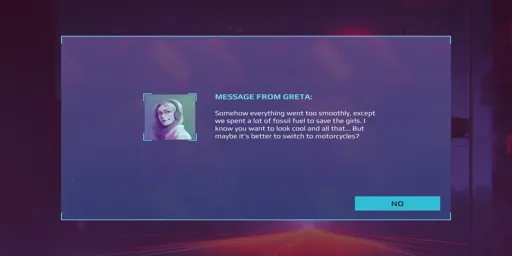 MESSAGE FROM GRETA:
Somehow everything went too smoothly, except
we spent a lot of fossil fuel to save the girls. I
know you want to look cool and all that... But
maybe it's better to switch to motorcycles?
NO